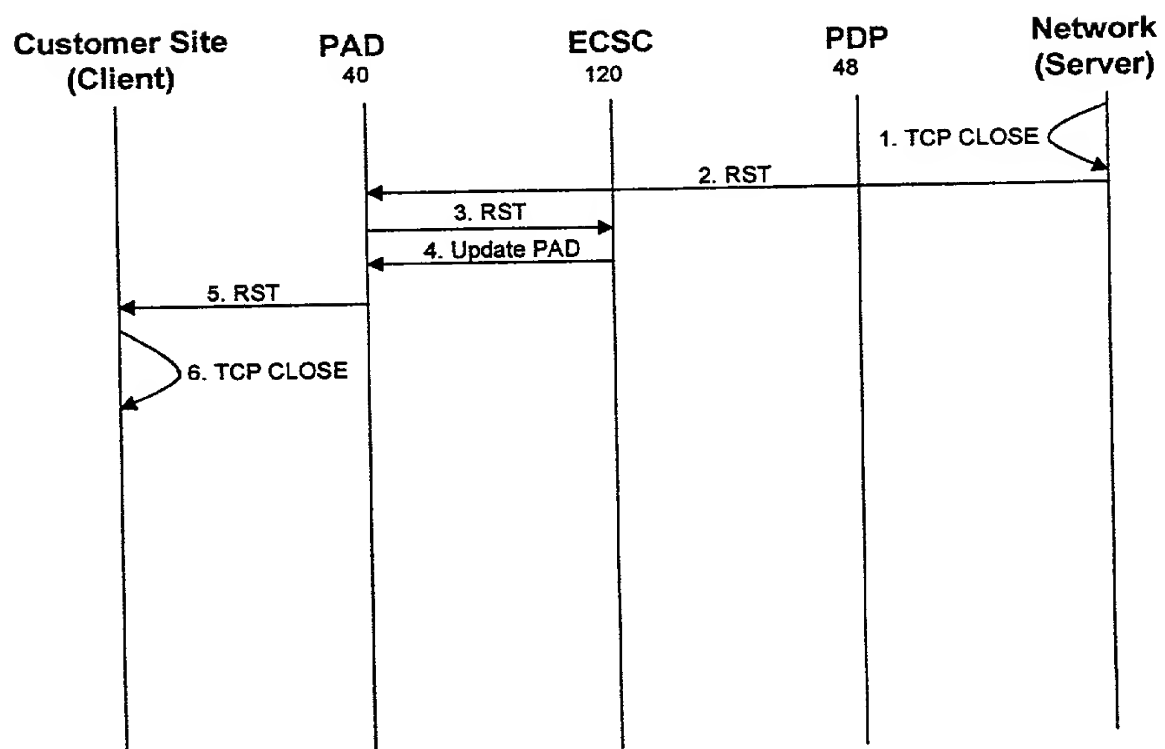 Customer Site
(Client)
PAD
40
ECSC
120
PDP
48
Network
(Server)
1. TCP CLOSE
2. RST
3. RST
4. Update PAD
5. RST
6. TCP CLOSE